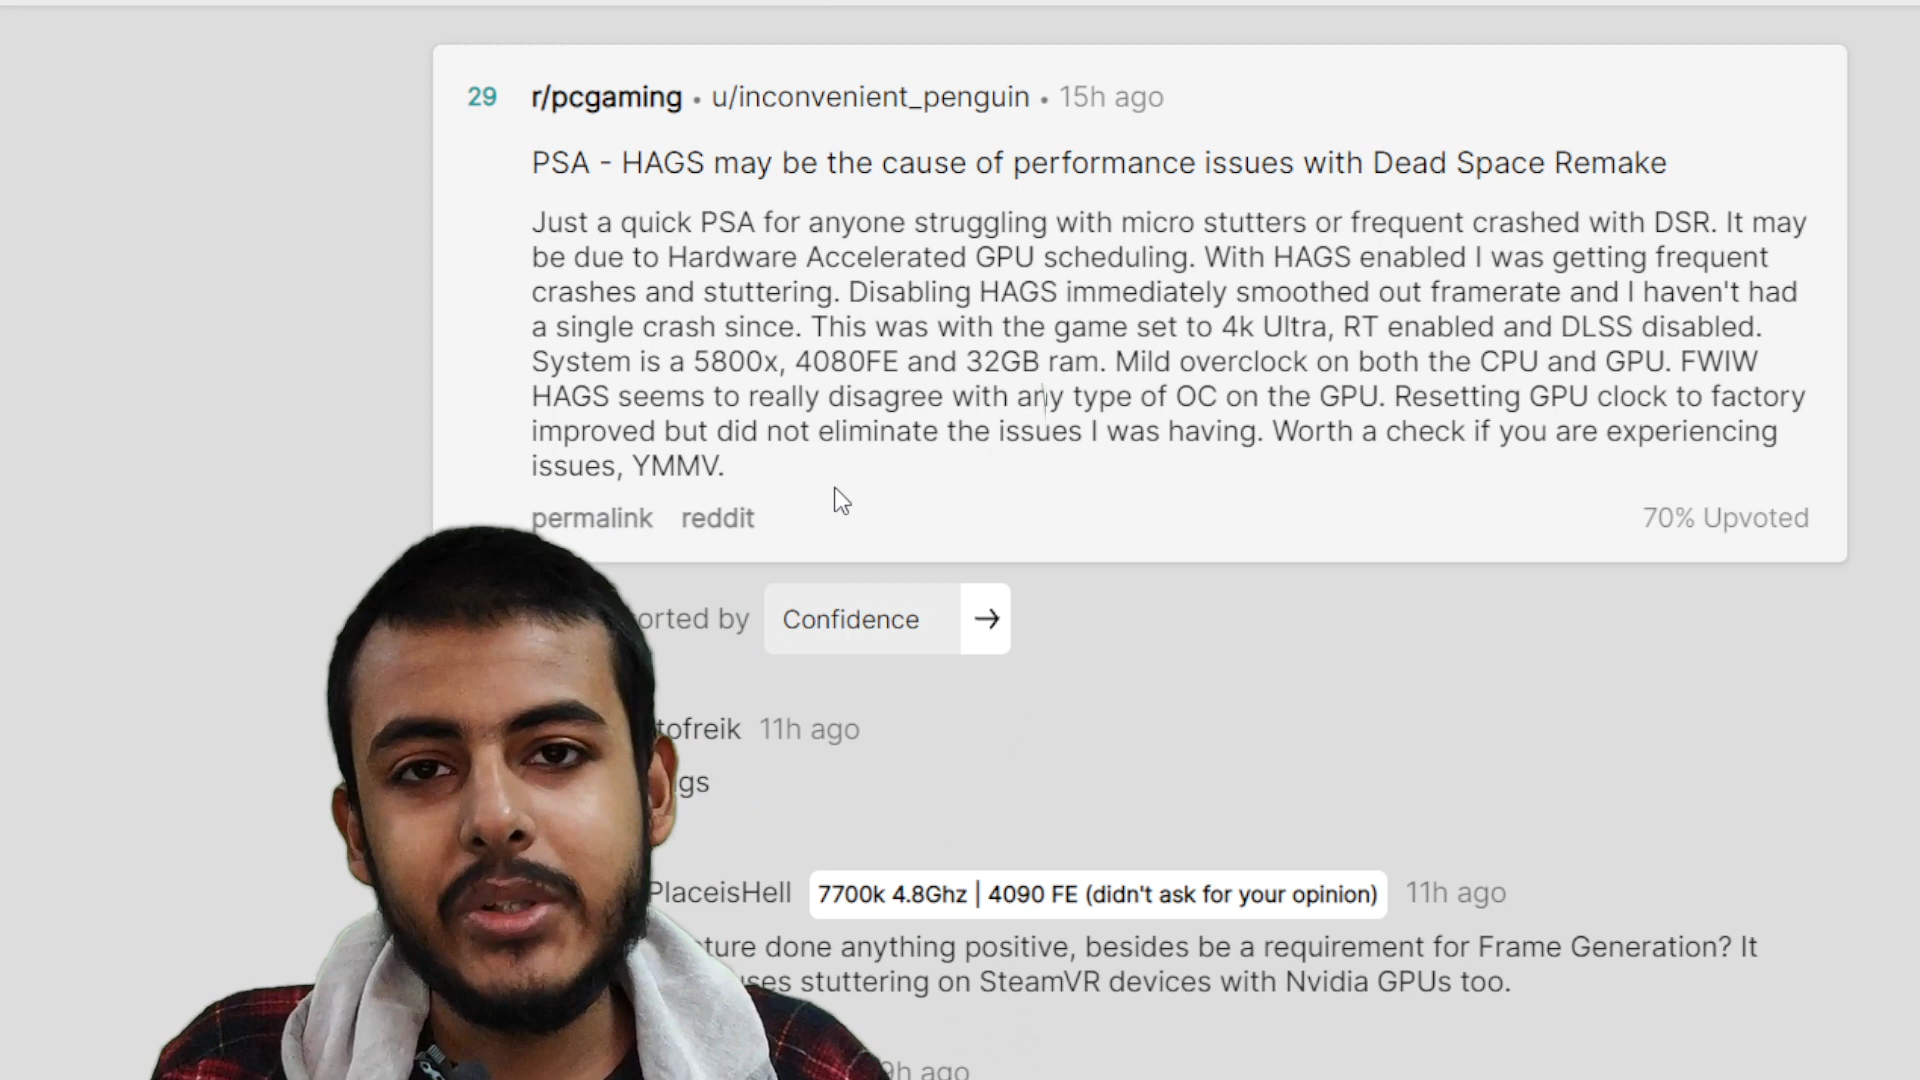 29 r/pcgaming • u/inconvenient_penguin • 15h ago
PSA - HAGS may be the cause of performance issues with Dead Space Remake
Just a quick PSA for anyone struggling with micro stutters or frequent crashed with DSR. It may
be due to Hardware Accelerated GPU scheduling. With HAGS enabled I was getting frequent
crashes and stuttering. Disabling HAGS immediately smoothed out framerate and I haven't had
a single crash since. This was with the game set to 4k Ultra, RT enabled and DLSS disabled.
System is a 5800x, 4080FE and 32GB ram. Mild overclock on both the CPU and GPU. FWIW
HAGS seems to really disagree with any type of OC on the GPU. Resetting GPU clock to factory
improved but did not eliminate the issues I was having. Worth a check if you are experiencing
issues, YMMV.
permalink reddit 70% Upvoted
orted by Confidence →
tofreik 11h ago
gs
PlaceisHell 7700k 4.8Ghz | 4090 FE (didn't ask for your opinion) 11h ago
ture done anything positive, besides be a requirement for Frame Generation? It
ses stuttering on SteamVR devices with Nvidia GPUs too.
9h ago